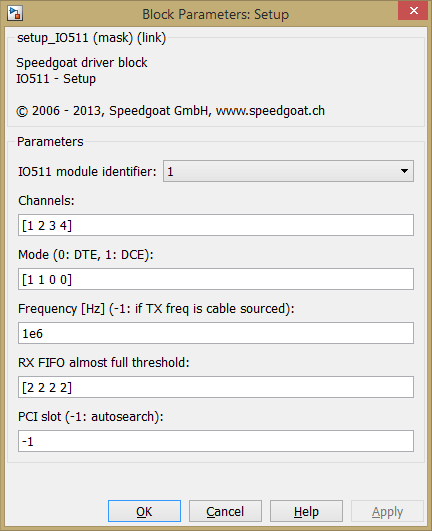 Block Parameters: Setup
setup_IO511 (mask) (link)
Speedgoat driver block
IO511 - Setup
© 2006 - 2013, Speedgoat GmbH, www.speedgoat.ch
Parameters
IO511 module identifier: 1
Channels:
[1 2 3 4]
Mode (0: DTE, 1: DCE):
[1 1 0 0]
Frequency [Hz] (-1: if TX freq is cable sourced):
1e6
RX FIFO almost full threshold:
[2 2 2 2]
PCI slot (-1: autosearch):
-1
OK Cancel Help Apply